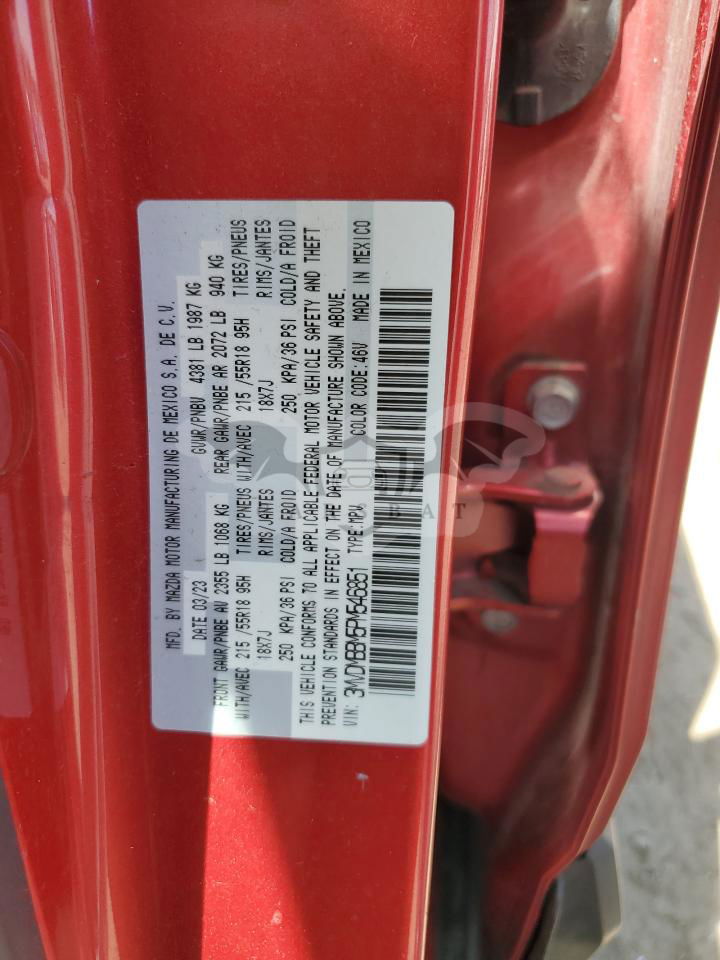 MFD. BY MAZDA MOTOR MANUFACTURING DE MEXICO S.A. DE C.V.
DATE 03/23 GVWR/PNBV 4381 LB 1987 KG
FRONT GAWR/PNBE AV 2355 LB 1068 KG REAR GAWR/PNBE AR 2072 LB 940 KG
WITH/AVEC 215 /55R18 95H TIRES/PNEUS WITH/AVEC 215 /55R18 95H TIRES/PNEUS
18X7J RIMS/JANTES 18X7J RIMS/JANTES
250 KPA/36 PSI COLD/A FROID 250 KPA/36 PSI COLD/A FROID
THIS VEHICLE CONFORMS TO ALL APPLICABLE FEDERAL MOTOR VEHICLE SAFETY AND THEFT
PREVENTION STANDARDS IN EFFECT ON THE DATE OF MANUFACTURE SHOWN ABOVE.
VIN: 3MVDMBBM5PM546851 TYPE:MPV COLOR CODE:46V MADE IN MEXICO